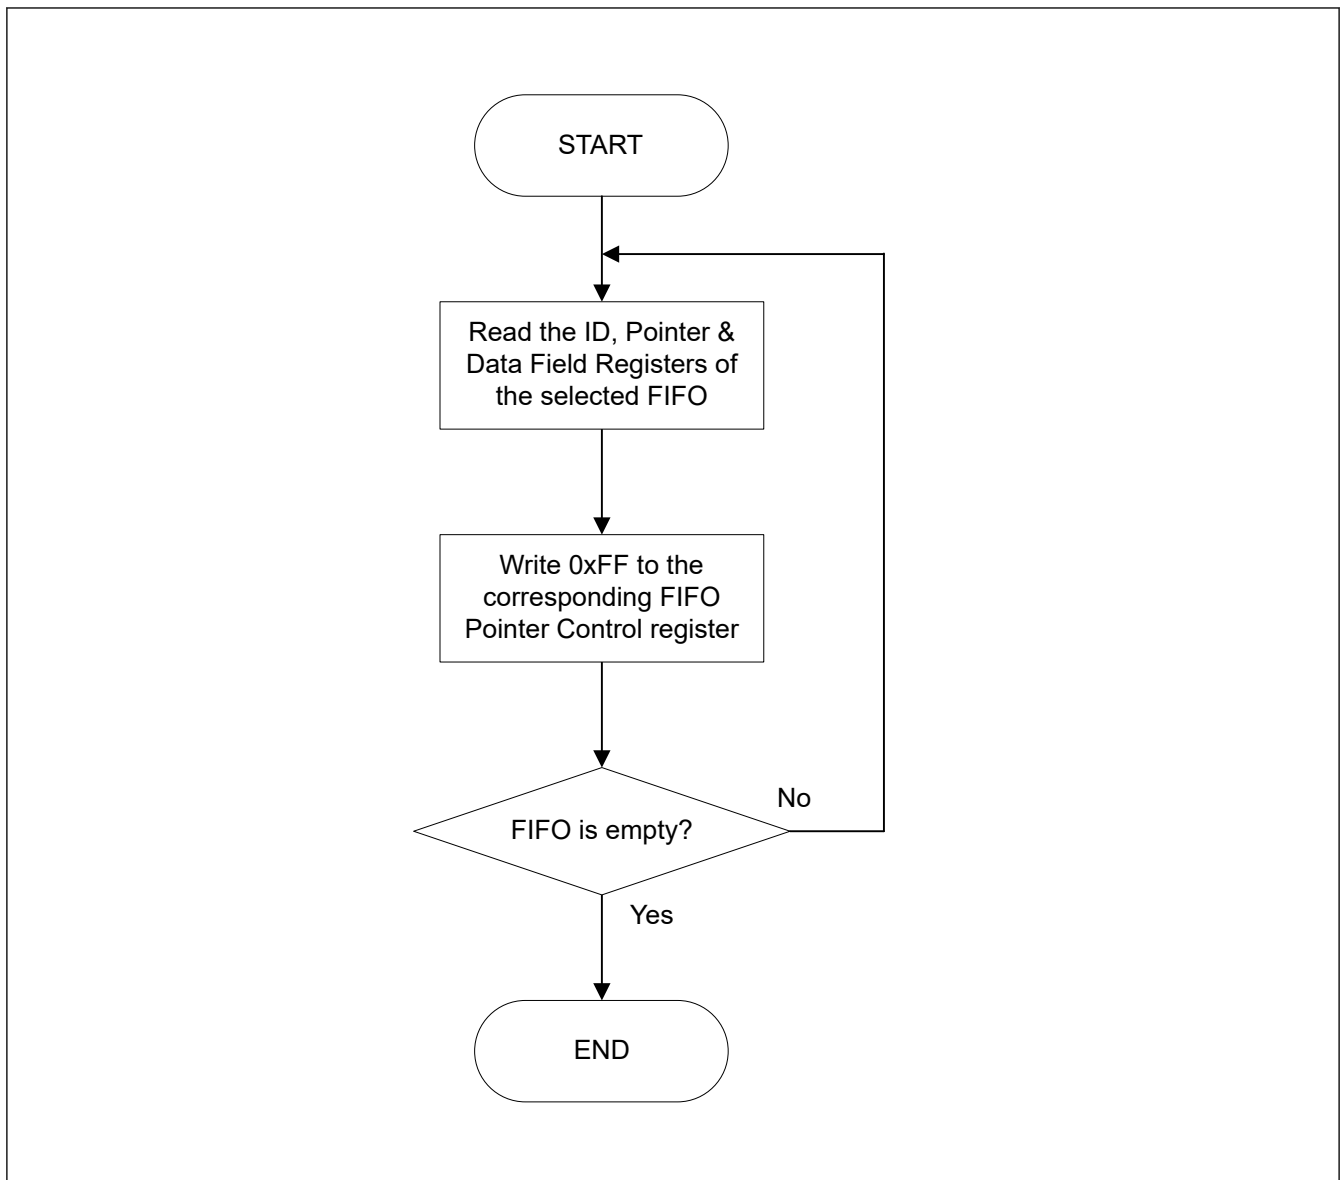 START
Read the ID, Pointer &
Data Field Registers of
the selected FIFO
Write 0xFF to the
corresponding FIFO
Pointer Control register
No
FIFO is empty?
Yes
END